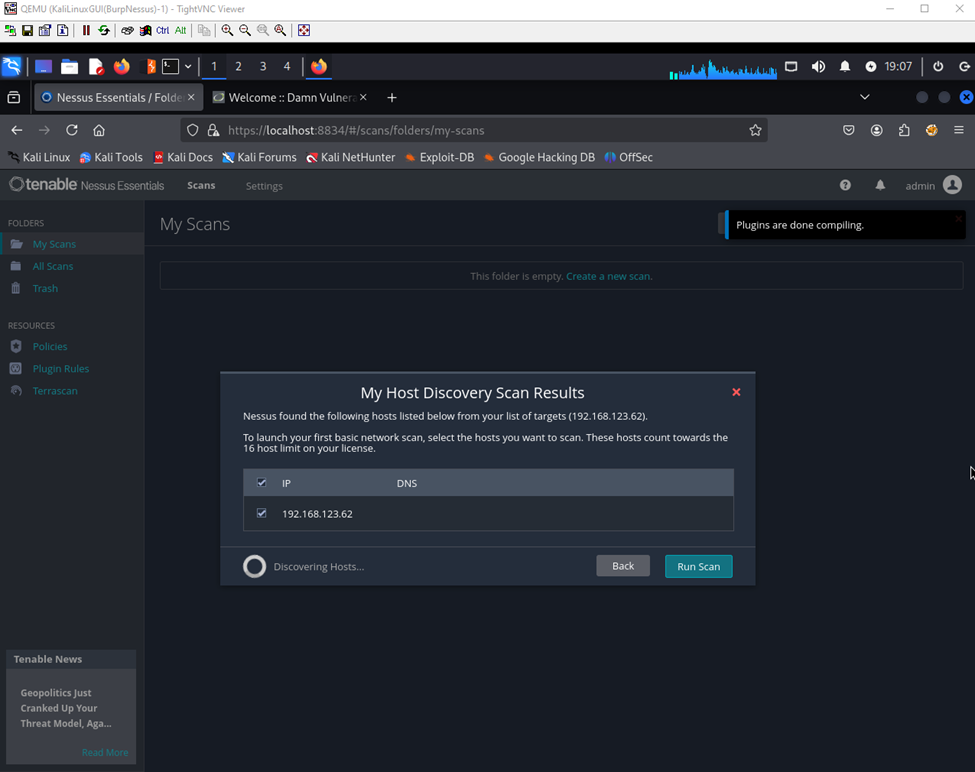 QEMU (KaliLinuxGUI(BurpNessus)-1) - TightVNC Viewer
Ctrl Alt
1 2 3 4 19:07
Nessus Essentials / Folde Welcome :: Damn Vulnera
https://localhost:8834/#/scans/folders/my-scans
Kali Linux Kali Tools Kali Docs Kali Forums Kali NetHunter Exploit-DB Google Hacking DB OffSec
tenable Nessus Essentials Scans Settings admin
FOLDERS
My Scans
All Scans
Trash
RESOURCES
Policies
Plugin Rules
Terrascan
Tenable News
Geopolitics Just
Cranked Up Your
Threat Model, Aga...
Read More
My Scans
Plugins are done compiling.
This folder is empty. Create a new scan.
My Host Discovery Scan Results
Nessus found the following hosts listed below from your list of targets (192.168.123.62).
To launch your first basic network scan, select the hosts you want to scan. These hosts count towards the
16 host limit on your license.
IP DNS
192.168.123.62
Discovering Hosts... Back Run Scan